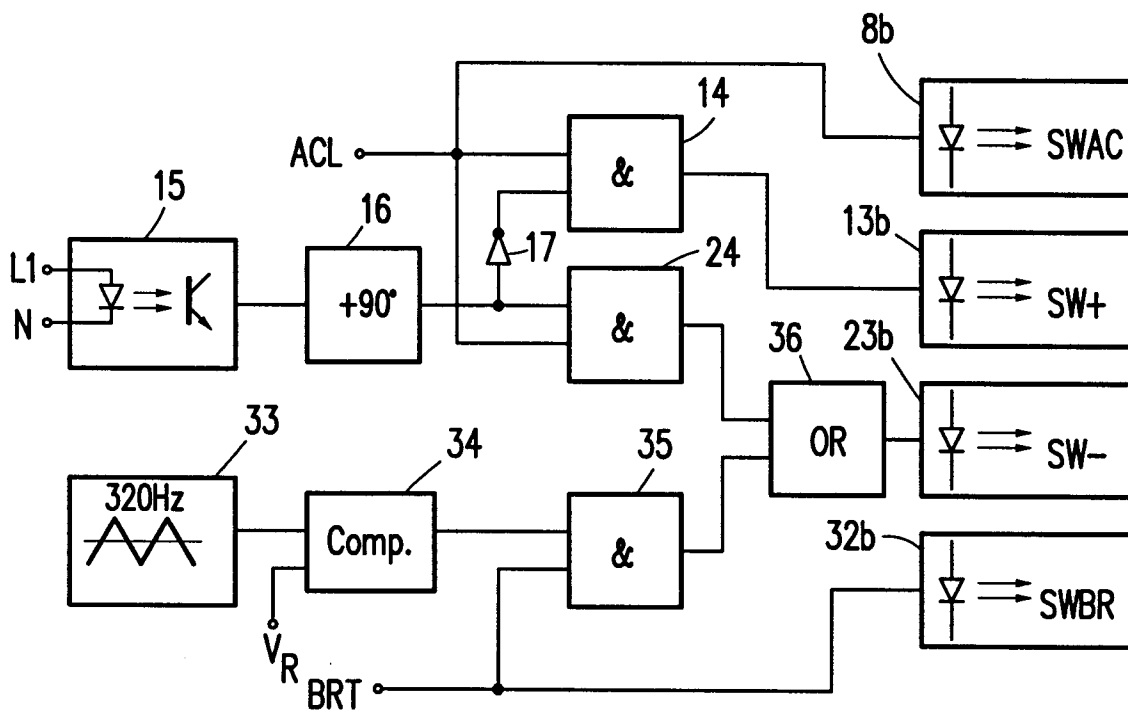 8b
14
ACL
&
SWAC
15
16
17
13b
L1
N
+90°
24
&
SW+
36
23b
33
34
35
OR
SW-
320Hz
Comp.
&
32b
SWBR
VR
BRT